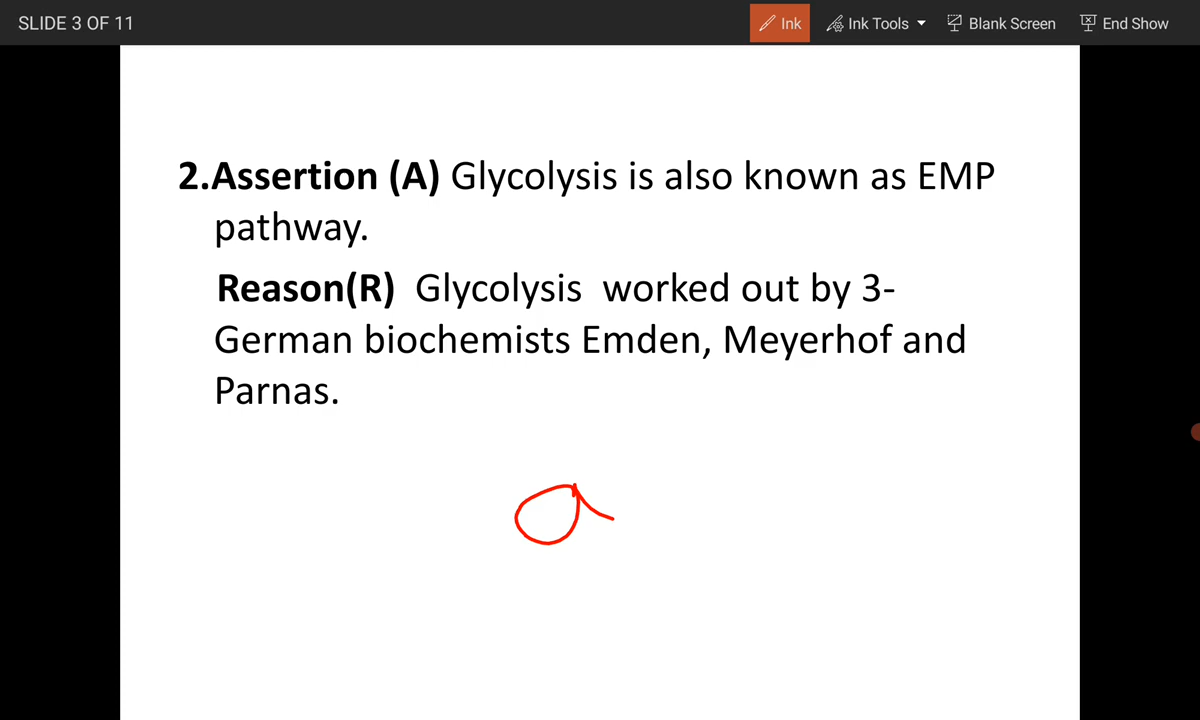 SLIDE 3 OF 11 Ink Ink Tools Blank Screen End Show
2.Assertion (A) Glycolysis is also known as EMP
pathway.
Reason(R) Glycolysis worked out by 3-
German biochemists Emden, Meyerhof and
Parnas.
a